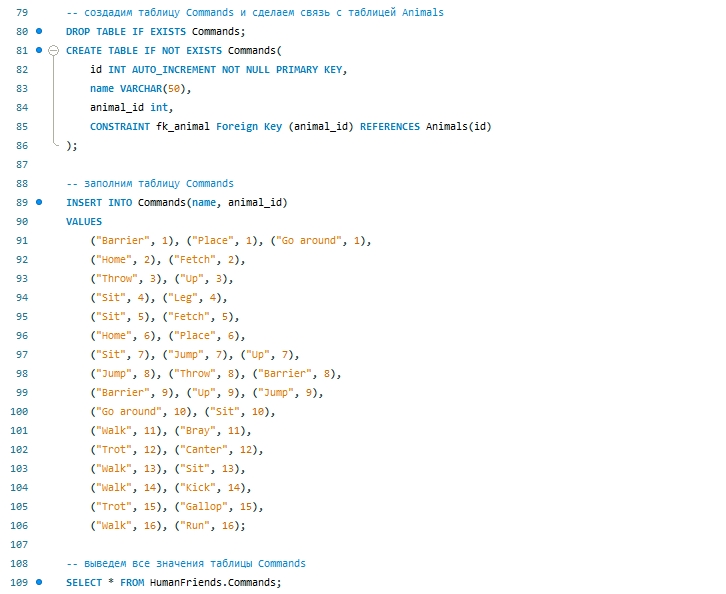 79 -- создадим таблицу Commands и сделаем связь с таблицей Animals
80 DROP TABLE IF EXISTS Commands;
81 CREATE TABLE IF NOT EXISTS Commands(
82 id INT AUTO_INCREMENT NOT NULL PRIMARY KEY,
83 name VARCHAR(50),
84 animal_id int,
85 CONSTRAINT fk_animal Foreign Key (animal_id) REFERENCES Animals(id)
86 );
87
88 -- заполним таблицу Commands
89 INSERT INTO Commands(name, animal_id)
90 VALUES
91 ("Barrier", 1), ("Place", 1), ("Go around", 1),
92 ("Home", 2), ("Fetch", 2),
93 ("Throw", 3), ("Up", 3),
94 ("Sit", 4), ("Leg", 4),
95 ("Sit", 5), ("Fetch", 5),
96 ("Home", 6), ("Place", 6),
97 ("Sit", 7), ("Jump", 7), ("Up", 7),
98 ("Jump", 8), ("Throw", 8), ("Barrier", 8),
99 ("Barrier", 9), ("Up", 9), ("Jump", 9),
100 ("Go around", 10), ("Sit", 10),
101 ("Walk", 11), ("Bray", 11),
102 ("Trot", 12), ("Canter", 12),
103 ("Walk", 13), ("Sit", 13),
104 ("Walk", 14), ("Kick", 14),
105 ("Trot", 15), ("Gallop", 15),
106 ("Walk", 16), ("Run", 16);
107
108 -- выведем все значения таблицы Commands
109 SELECT * FROM HumanFriends.Commands;